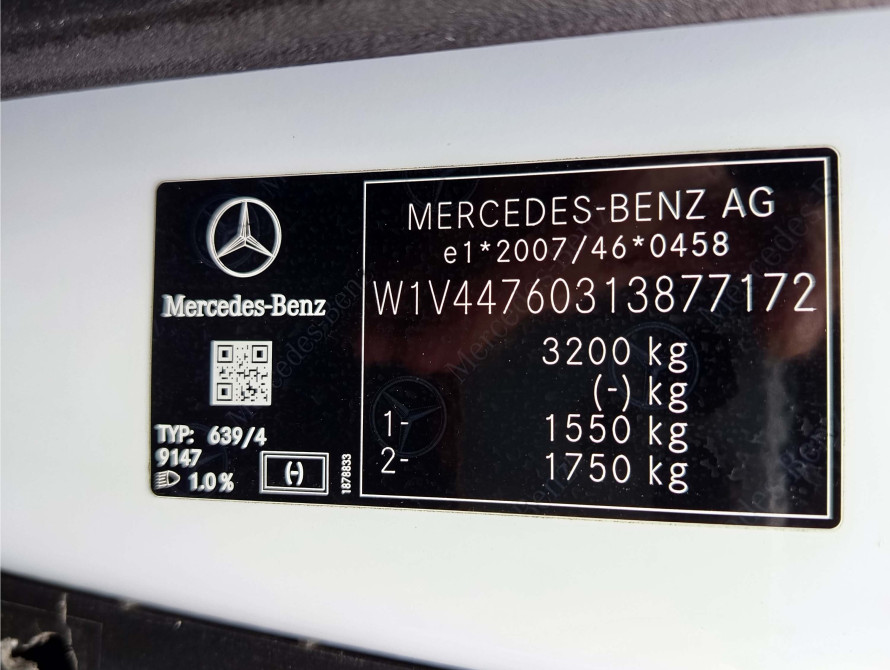 Mercedes-Benz
TYP: 639/4
9147
1.0%
(-)
1878833
MERCEDES-BENZ AG
e1*2007/46*0458
W1V44760313877172
3200 kg
(-) kg
1- 1550 kg
2- 1750 kg